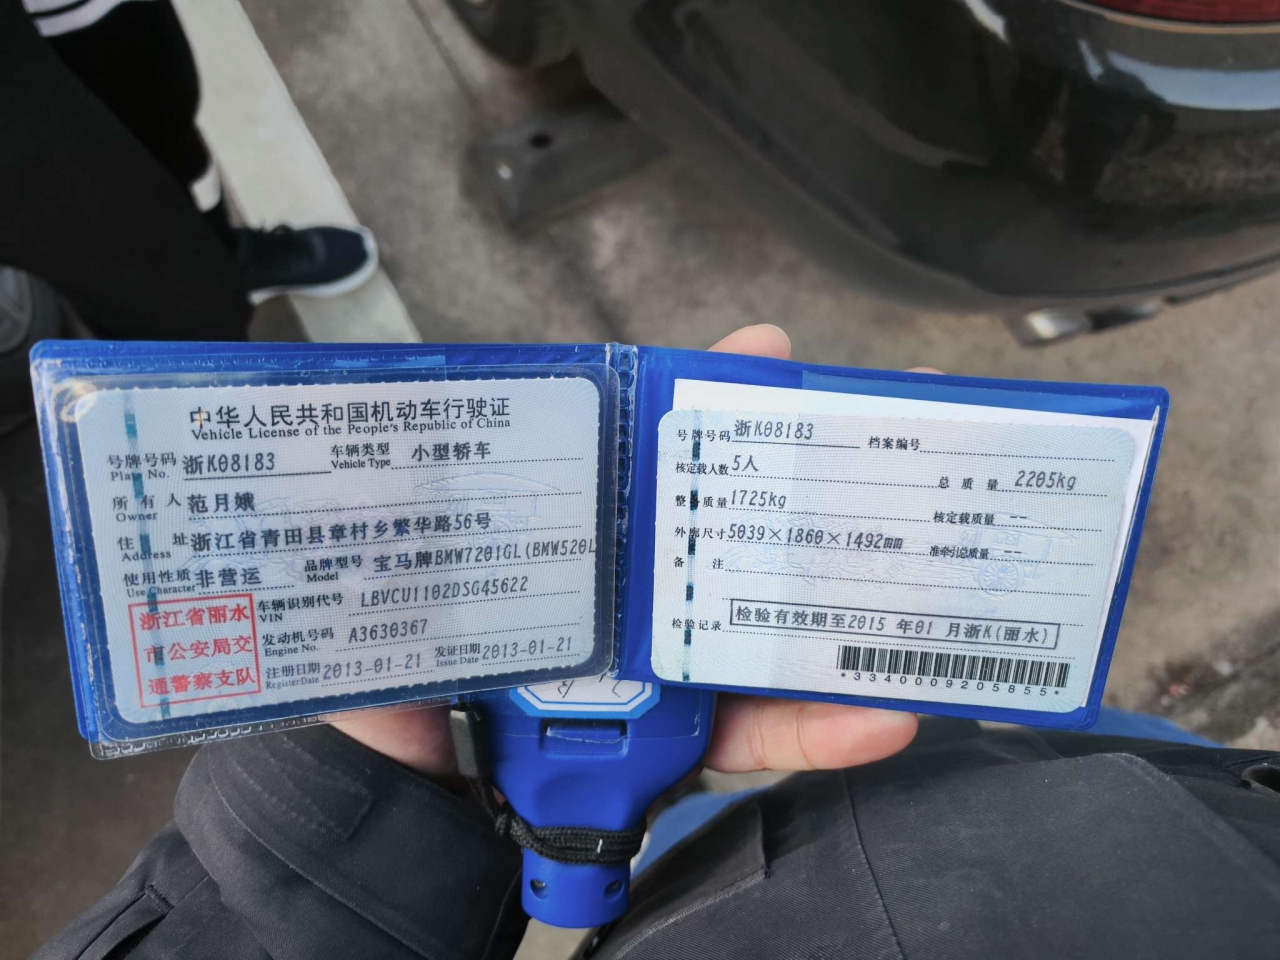 中华人民共和国机动车行驶证
Vehicle License of the People's Republic of China
号牌号码 浙K08183 车辆类型 小型轿车
Plate No. Vehicle Type
所有人 范月娥
Owner
住址 浙江省青田县章村乡繁华路56号
Address
使用性质 非营运 品牌型号 宝马牌BMW7201GL(BMW520L
Use Character Model
浙江省丽水
市公安局交
通警察支队
车辆识别代号 LBVCU1102DSG45622
VIN
发动机号码 A3630367
Engine No.
注册日期 2013-01-21 发证日期 2013-01-21
Register Date Issue Date
号牌号码 浙K08183 档案编号
核定载人数 5人 总质量 2205kg
整备质量 1725kg 核定载质量 --
外廓尺寸 5039×1860×1492mm 准牵引总质量 --
备注
检验记录 检验有效期至2015年01月浙K(丽水)
*3340009205855*